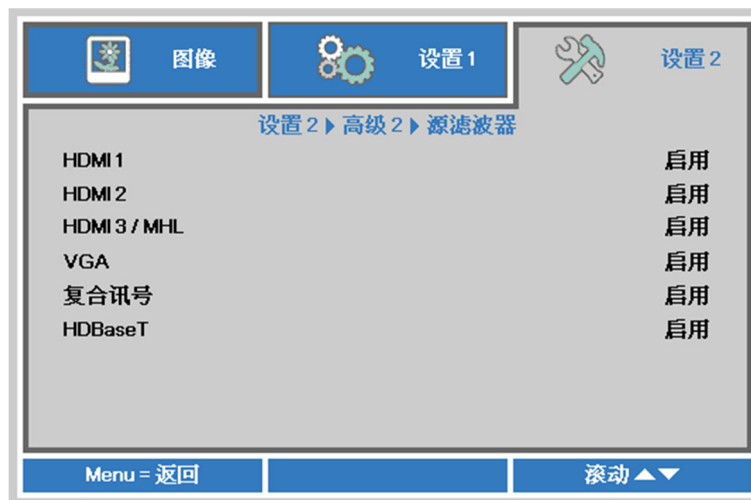 图像 设置1 设置2
设置2 ▶ 高级2 ▶ 源滤波器
HDMI 1 启用
HDMI 2 启用
HDMI 3 / MHL 启用
VGA 启用
复合讯号 启用
HDBaseT 启用
Menu = 返回 滚动▲▼